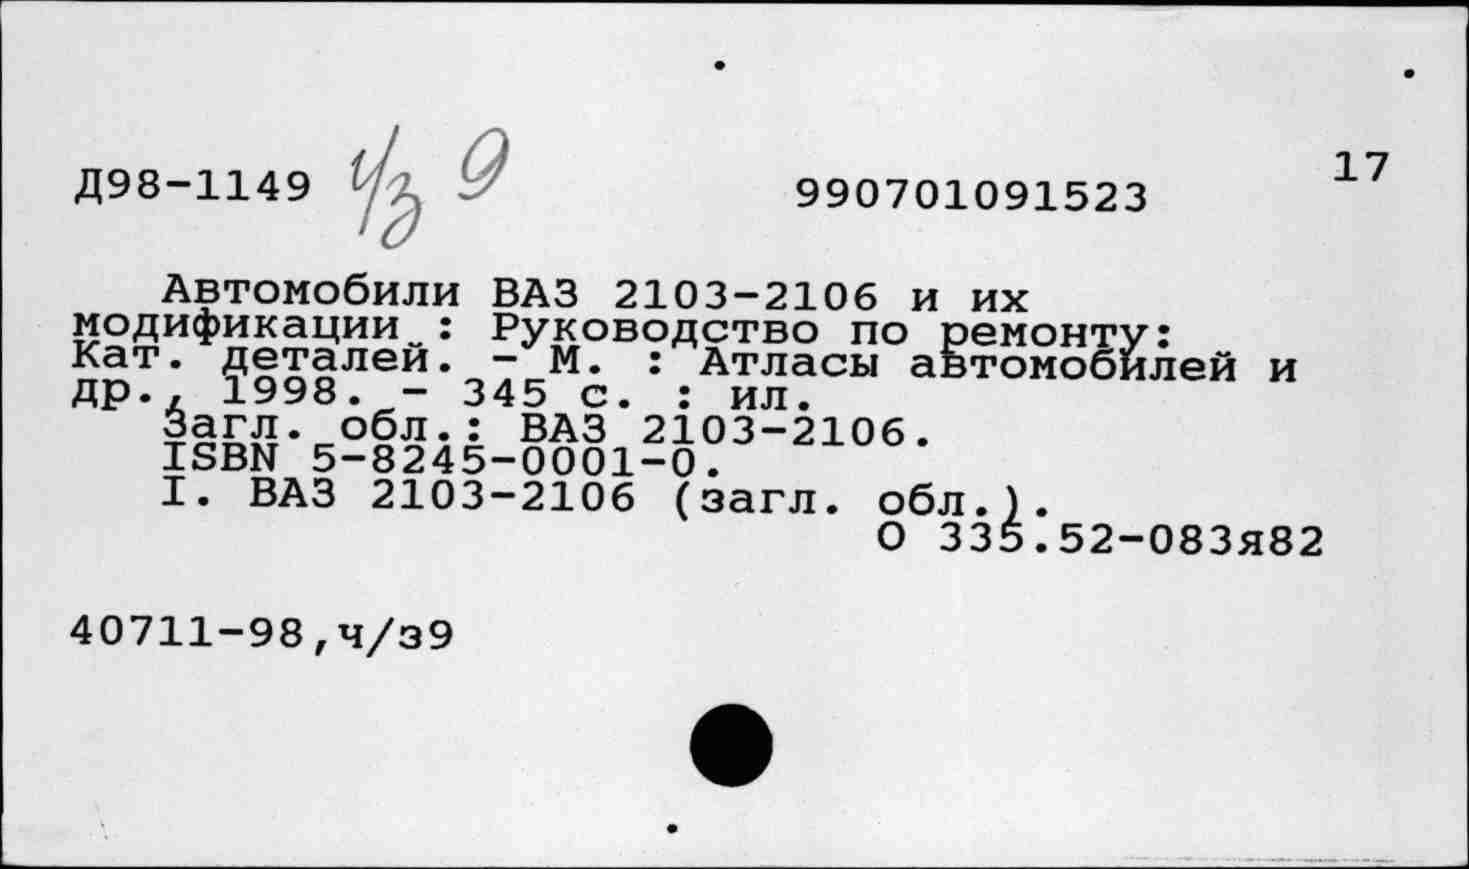 Д98-1149 ч/з 9 990701091523 17
Автомобили ВАЗ 2103-2106 и их
модификации : Руководство по ремонту:
Кат. деталей. - М. : Атласы автомобилей и
др., 1998. - 345 с. : ил.
Загл. обл.: ВАЗ 2103-2106.
ISBN 5-8245-0001-0.
I. ВАЗ 2103-2106 (загл. обл.).
О 335.52-083я82
40711-98,ч/з9